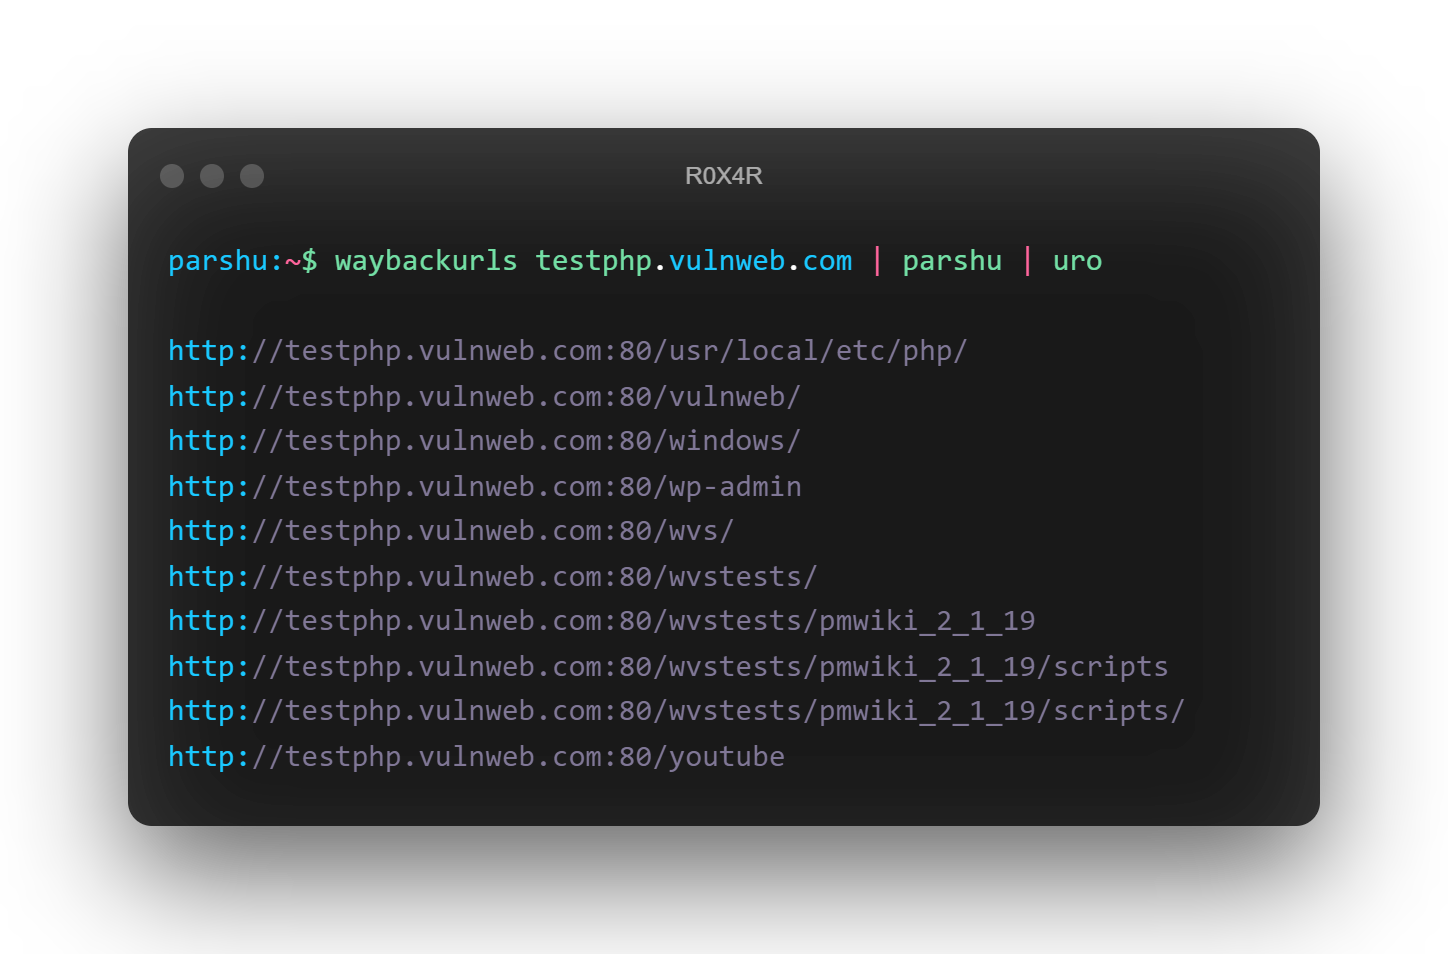 R0X4R
parshu:~$ waybackurls testphp.vulnweb.com | parshu | uro
http://testphp.vulnweb.com:80/usr/local/etc/php/
http://testphp.vulnweb.com:80/vulnweb/
http://testphp.vulnweb.com:80/windows/
http://testphp.vulnweb.com:80/wp-admin
http://testphp.vulnweb.com:80/wvs/
http://testphp.vulnweb.com:80/wvstests/
http://testphp.vulnweb.com:80/wvstests/pmwiki_2_1_19
http://testphp.vulnweb.com:80/wvstests/pmwiki_2_1_19/scripts
http://testphp.vulnweb.com:80/wvstests/pmwiki_2_1_19/scripts/
http://testphp.vulnweb.com:80/youtube